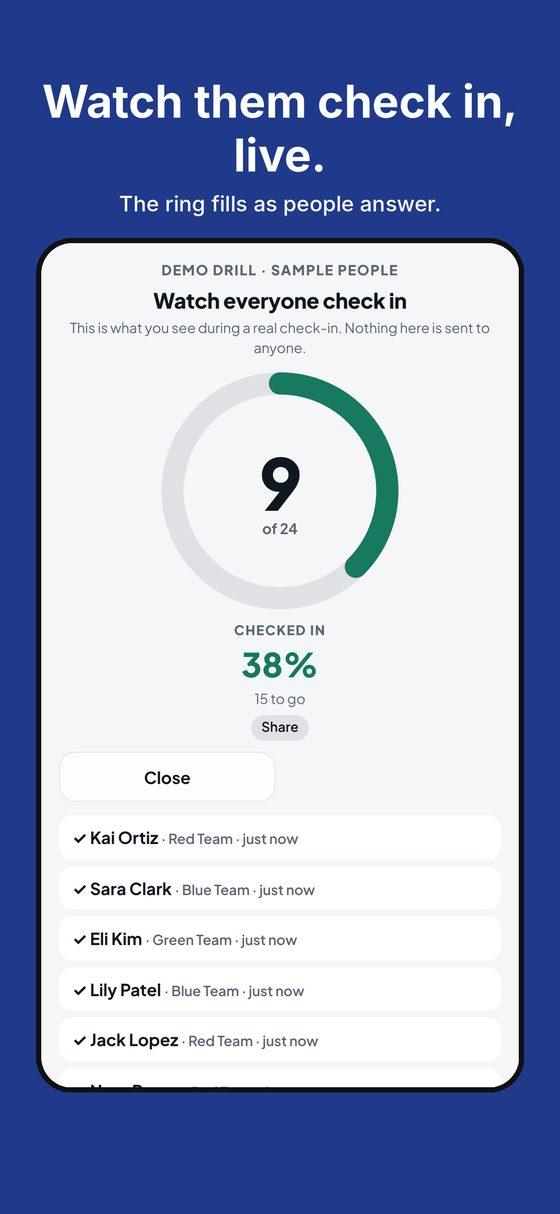 Watch them check in,
live.
The ring fills as people answer.
DEMO DRILL · SAMPLE PEOPLE
Watch everyone check in
This is what you see during a real check-in. Nothing here is sent to
anyone.
9
of 24
CHECKED IN
38%
15 to go
Share
Close
✓ Kai Ortiz · Red Team · just now
✓ Sara Clark · Blue Team · just now
✓ Eli Kim · Green Team · just now
✓ Lily Patel · Blue Team · just now
✓ Jack Lopez · Red Team · just now